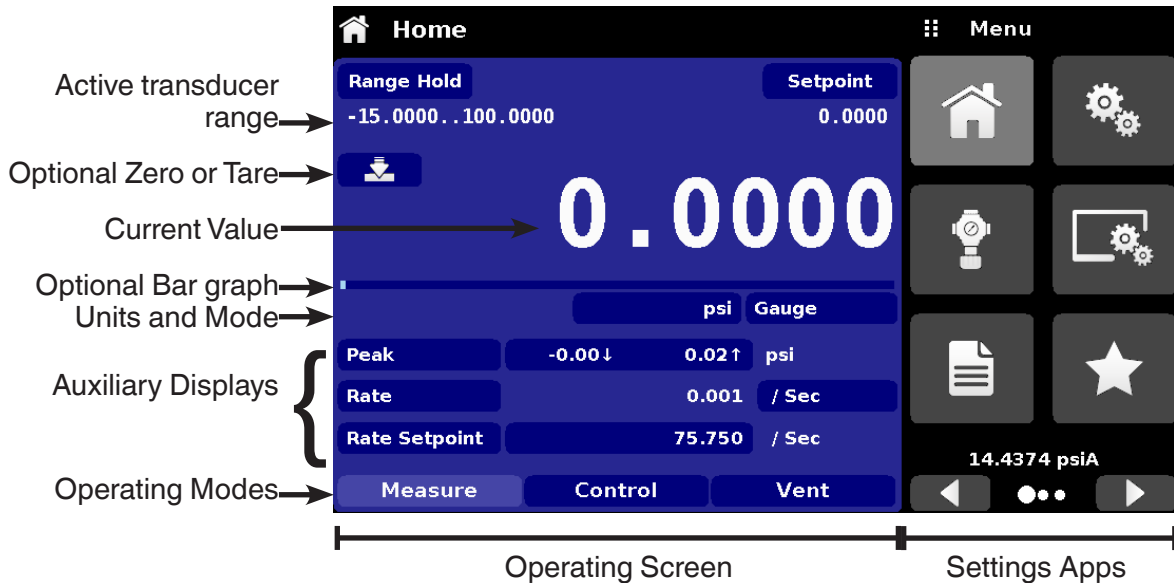 Home
Menu
Active transducer
range
Range Hold
Setpoint
-15.0000..100.0000
0.0000
Optional Zero or Tare
Current Value
0.0000
Optional Bar graph
Units and Mode
psi
Gauge
Auxiliary Displays
Peak
-0.00↓
0.02↑
psi
Rate
0.001
/ Sec
Rate Setpoint
75.750
/ Sec
14.4374 psiA
Operating Modes
Measure
Control
Vent
Operating Screen
Settings Apps